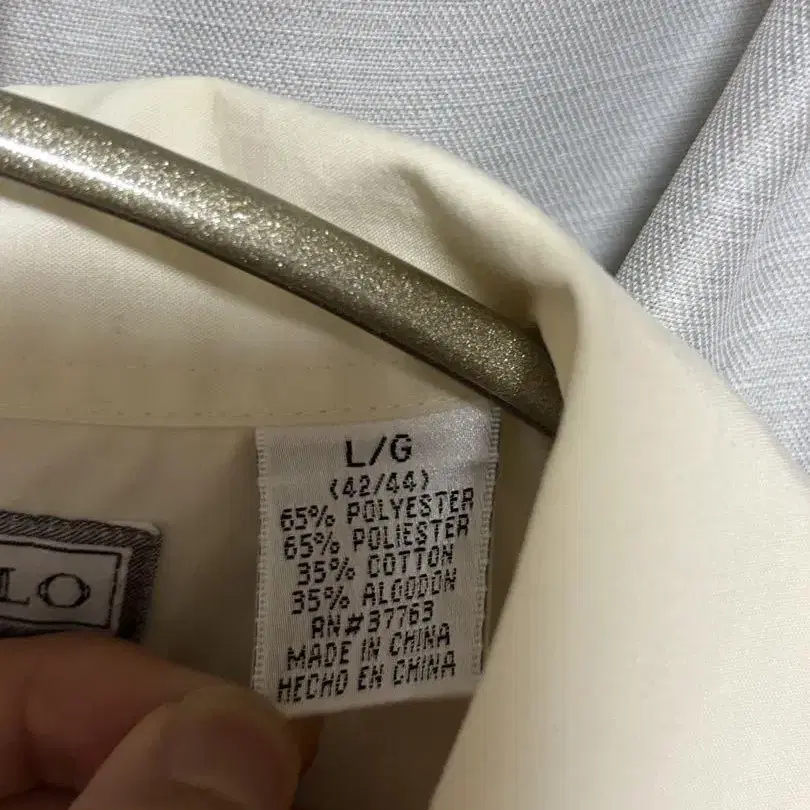 L/G
(42/44)
65% POLYESTER
65% POLIESTER
35% COTTON
35% ALGODON
RN#37763
MADE IN CHINA
HECHO EN CHINA
LO